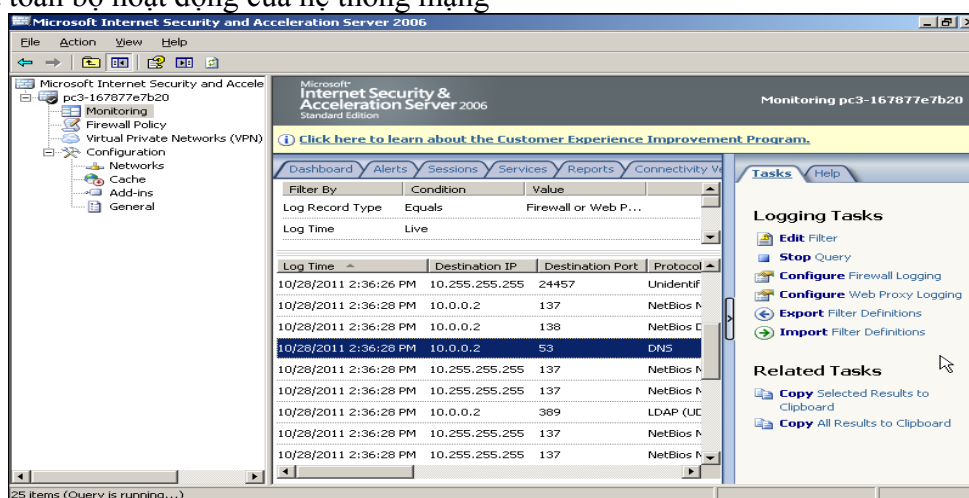 toàn bộ hoạt động của hệ thống mạng
Microsoft Internet Security and Acceleration Server 2006
File Action View Help
Microsoft Internet Security and Accele
pc3-167877e7b20
Monitoring
Firewall Policy
Virtual Private Networks (VPN)
Configuration
Networks
Cache
Add-ins
General
Microsoft
Internet Security &
Acceleration Server 2006
Standard Edition
Monitoring pc3-167877e7b20
Click here to learn about the Customer Experience Improvement Program.
Dashboard Alerts Sessions Services Reports Connectivity Ve
Filter By Condition Value
Log Record Type Equals Firewall or Web P...
Log Time Live
Log Time Destination IP Destination Port Protocol
10/28/2011 2:36:26 PM 10.255.255.255 24457 Unidentif
10/28/2011 2:36:28 PM 10.0.0.2 137 NetBios N
10/28/2011 2:36:28 PM 10.0.0.2 138 NetBios D
10/28/2011 2:36:28 PM 10.0.0.2 53 DNS
10/28/2011 2:36:28 PM 10.255.255.255 137 NetBios N
10/28/2011 2:36:28 PM 10.255.255.255 137 NetBios N
10/28/2011 2:36:28 PM 10.0.0.2 389 LDAP (UD
10/28/2011 2:36:28 PM 10.255.255.255 137 NetBios N
10/28/2011 2:36:28 PM 10.255.255.255 137 NetBios N
Tasks Help
Logging Tasks
Edit Filter
Stop Query
Configure Firewall Logging
Configure Web Proxy Logging
Export Filter Definitions
Import Filter Definitions
Related Tasks
Copy Selected Results to
Clipboard
Copy All Results to Clipboard
25 items (Query is running...)